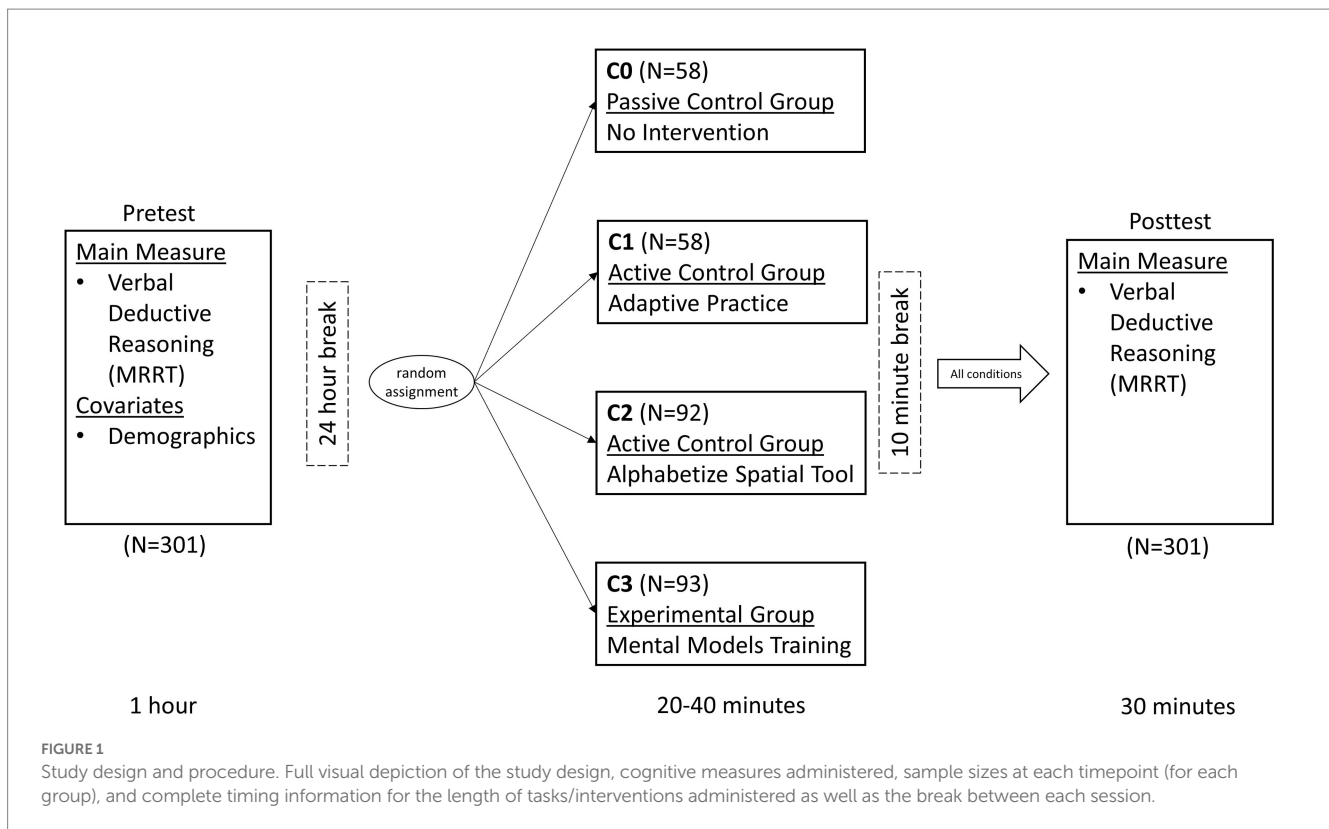 Pretest
Main Measure
• Verbal
Deductive
Reasoning
(MRRT)
Covariates
• Demographics
(N=301)
1 hour
24 hour break
random
assignment
C0 (N=58)
Passive Control Group
No Intervention
C1 (N=58)
Active Control Group
Adaptive Practice
C2 (N=92)
Active Control Group
Alphabetize Spatial Tool
C3 (N=93)
Experimental Group
Mental Models Training
20-40 minutes
10 minute break
All conditions
Posttest
Main Measure
• Verbal
Deductive
Reasoning
(MRRT)
(N=301)
30 minutes
FIGURE 1
Study design and procedure. Full visual depiction of the study design, cognitive measures administered, sample sizes at each timepoint (for each
group), and complete timing information for the length of tasks/interventions administered as well as the break between each session.